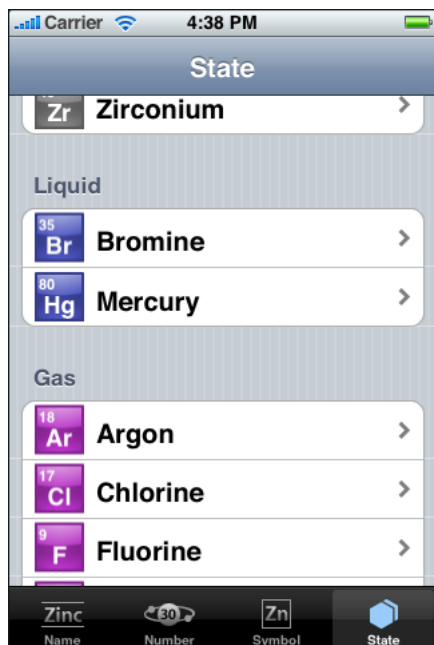 Carrier 4:38 PM
State
Zr Zirconium
Liquid
35
Br Bromine
80
Hg Mercury
Gas
18
Ar Argon
17
Cl Chlorine
9
F Fluorine
Zinc 30 Zn
Name Number Symbol State